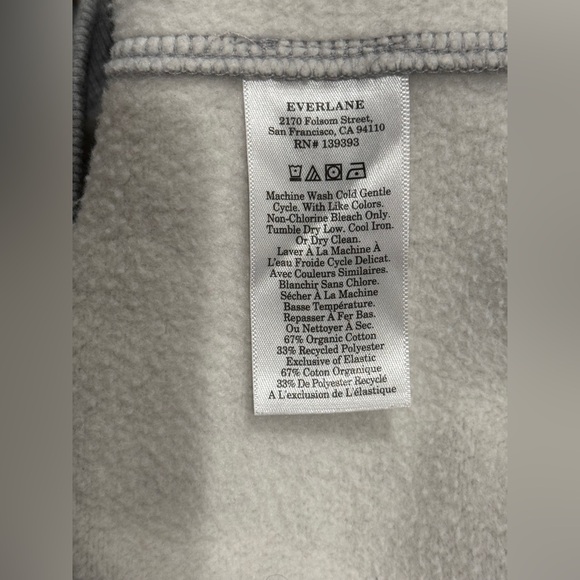 EVERLANE
2170 Folsom Street,
San Francisco, CA 94110
RN# 139393
Machine Wash Cold Gentle
Cycle. With Like Colors.
Non-Chlorine Bleach Only.
Tumble Dry Low. Cool Iron.
Or Dry Clean.
Laver À La Machine À
L'eau Froide Cycle Delicat.
Avec Couleurs Similaires.
Blanchir Sans Chlore.
Sécher À La Machine
Basse Température.
Repasser À Fer Bas.
Ou Nettoyer A Sec.
67% Organic Cotton
33% Recycled Polyester
Exclusive of Elastic
67% Coton Organique
33% De Polyester Recyclé
A L'exclusion de L'élastique